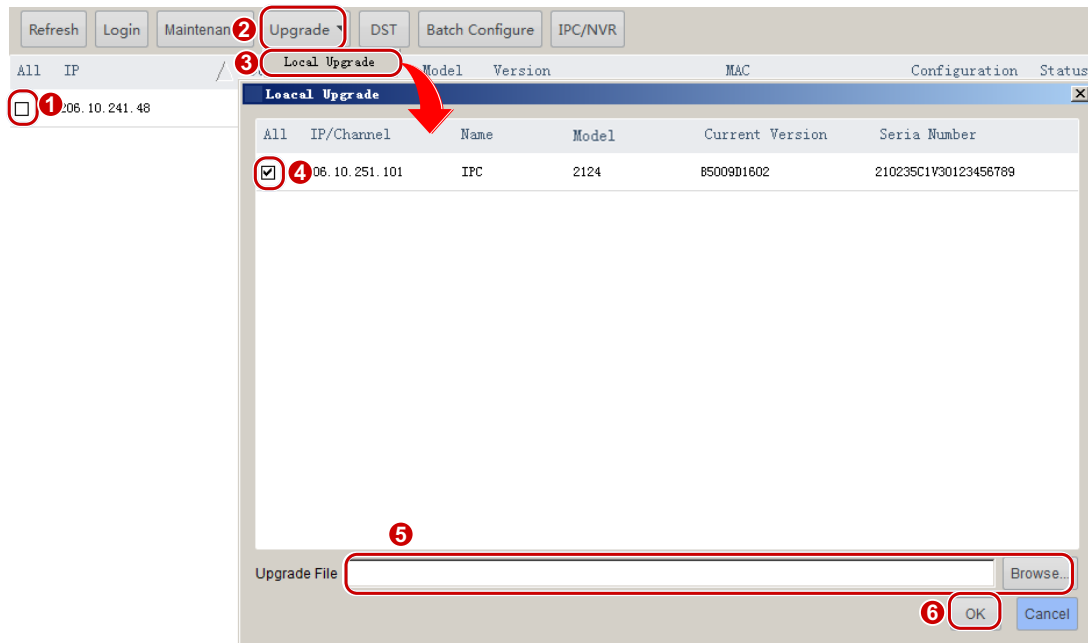 Refresh Login Maintenan 2 Upgrade DST Batch Configure IPC/NVR
3 Local Upgrade
All IP Model Version MAC Configuration Status
Loacal Upgrade
1 206.10.241.48
All IP/Channel Name Model Current Version Seria Number
4 06.10.251.101 IPC 2124 B5009D1602 210235C1V30123456789
5
Upgrade File Browse...
6 OK Cancel